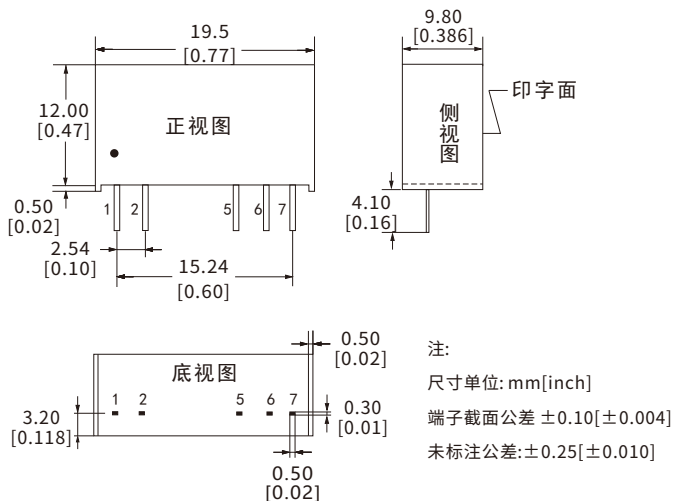 19.5
[0.77]
9.80
[0.386]
12.00
[0.47]
正视图
侧视图
印字面
0.50
[0.02]
1 2 5 6 7
4.10
[0.16]
2.54
[0.10]
15.24
[0.60]
0.50
[0.02]
底视图
1 2 5 6 7
3.20
[0.118]
0.30
[0.01]
0.50
[0.02]
注:
尺寸单位: mm[inch]
端子截面公差 ±0.10[±0.004]
未标注公差:±0.25[±0.010]